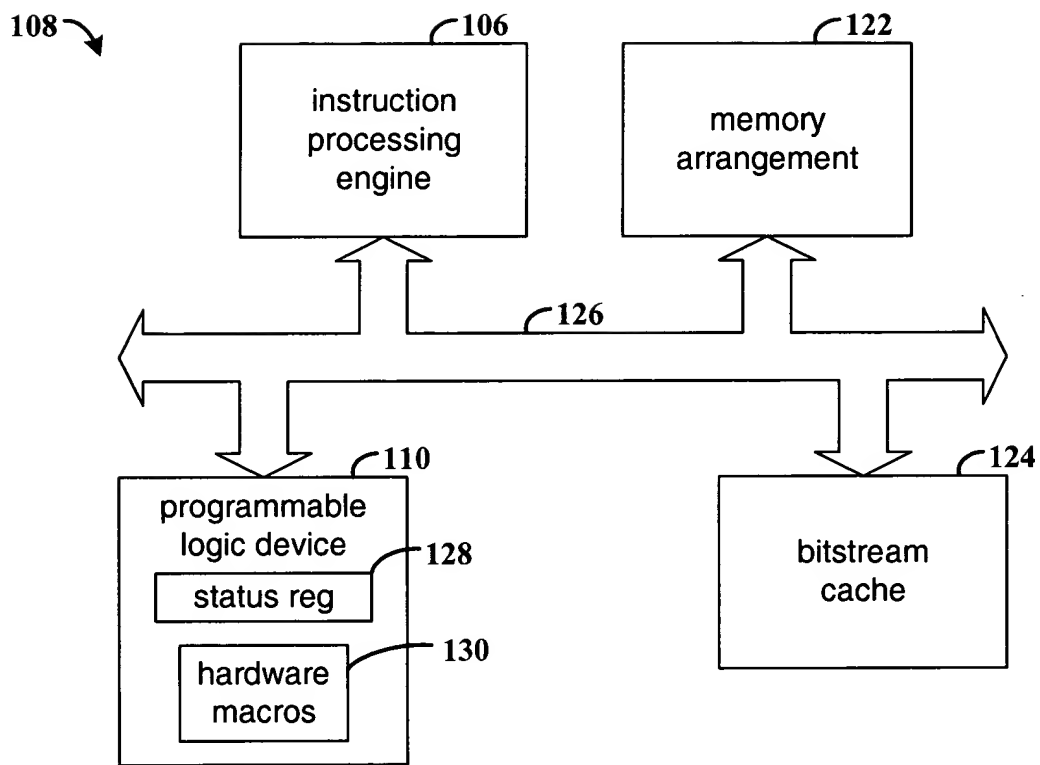 108
106
instruction
processing
engine
122
memory
arrangement
126
110
programmable
logic device
128
status reg
130
hardware
macros
124
bitstream
cache